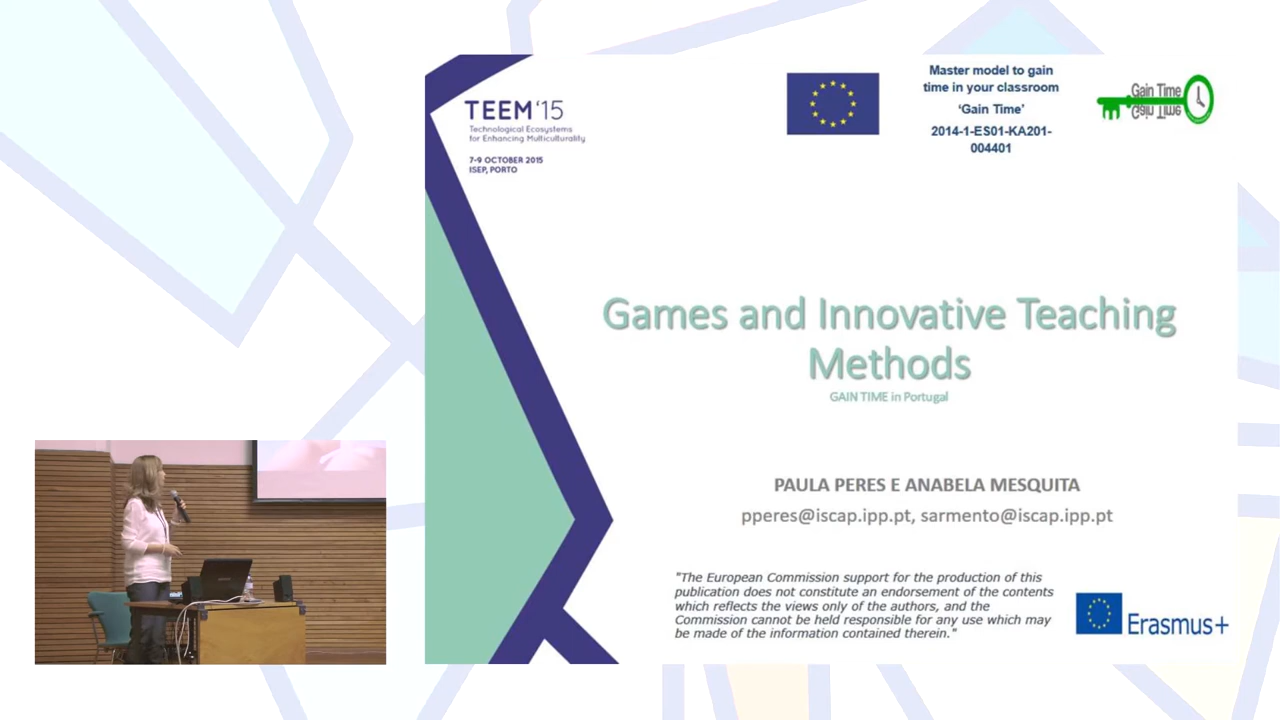 TEEM'15
Technological Ecosystems
for Enhancing Multiculturality
7-9 OCTOBER 2015
ISEP, PORTO
Master model to gain
time in your classroom
'Gain Time'
2014-1-ES01-KA201-
004401
Gain Time
Gain Time
Games and Innovative Teaching
Methods
GAIN TIME in Portugal
PAULA PERES E ANABELA MESQUITA
pperes@iscap.ipp.pt, sarmento@iscap.ipp.pt
"The European Commission support for the production of this
publication does not constitute an endorsement of the contents
which reflects the views only of the authors, and the
Commission cannot be held responsible for any use which may
be made of the information contained therein."
Erasmus+